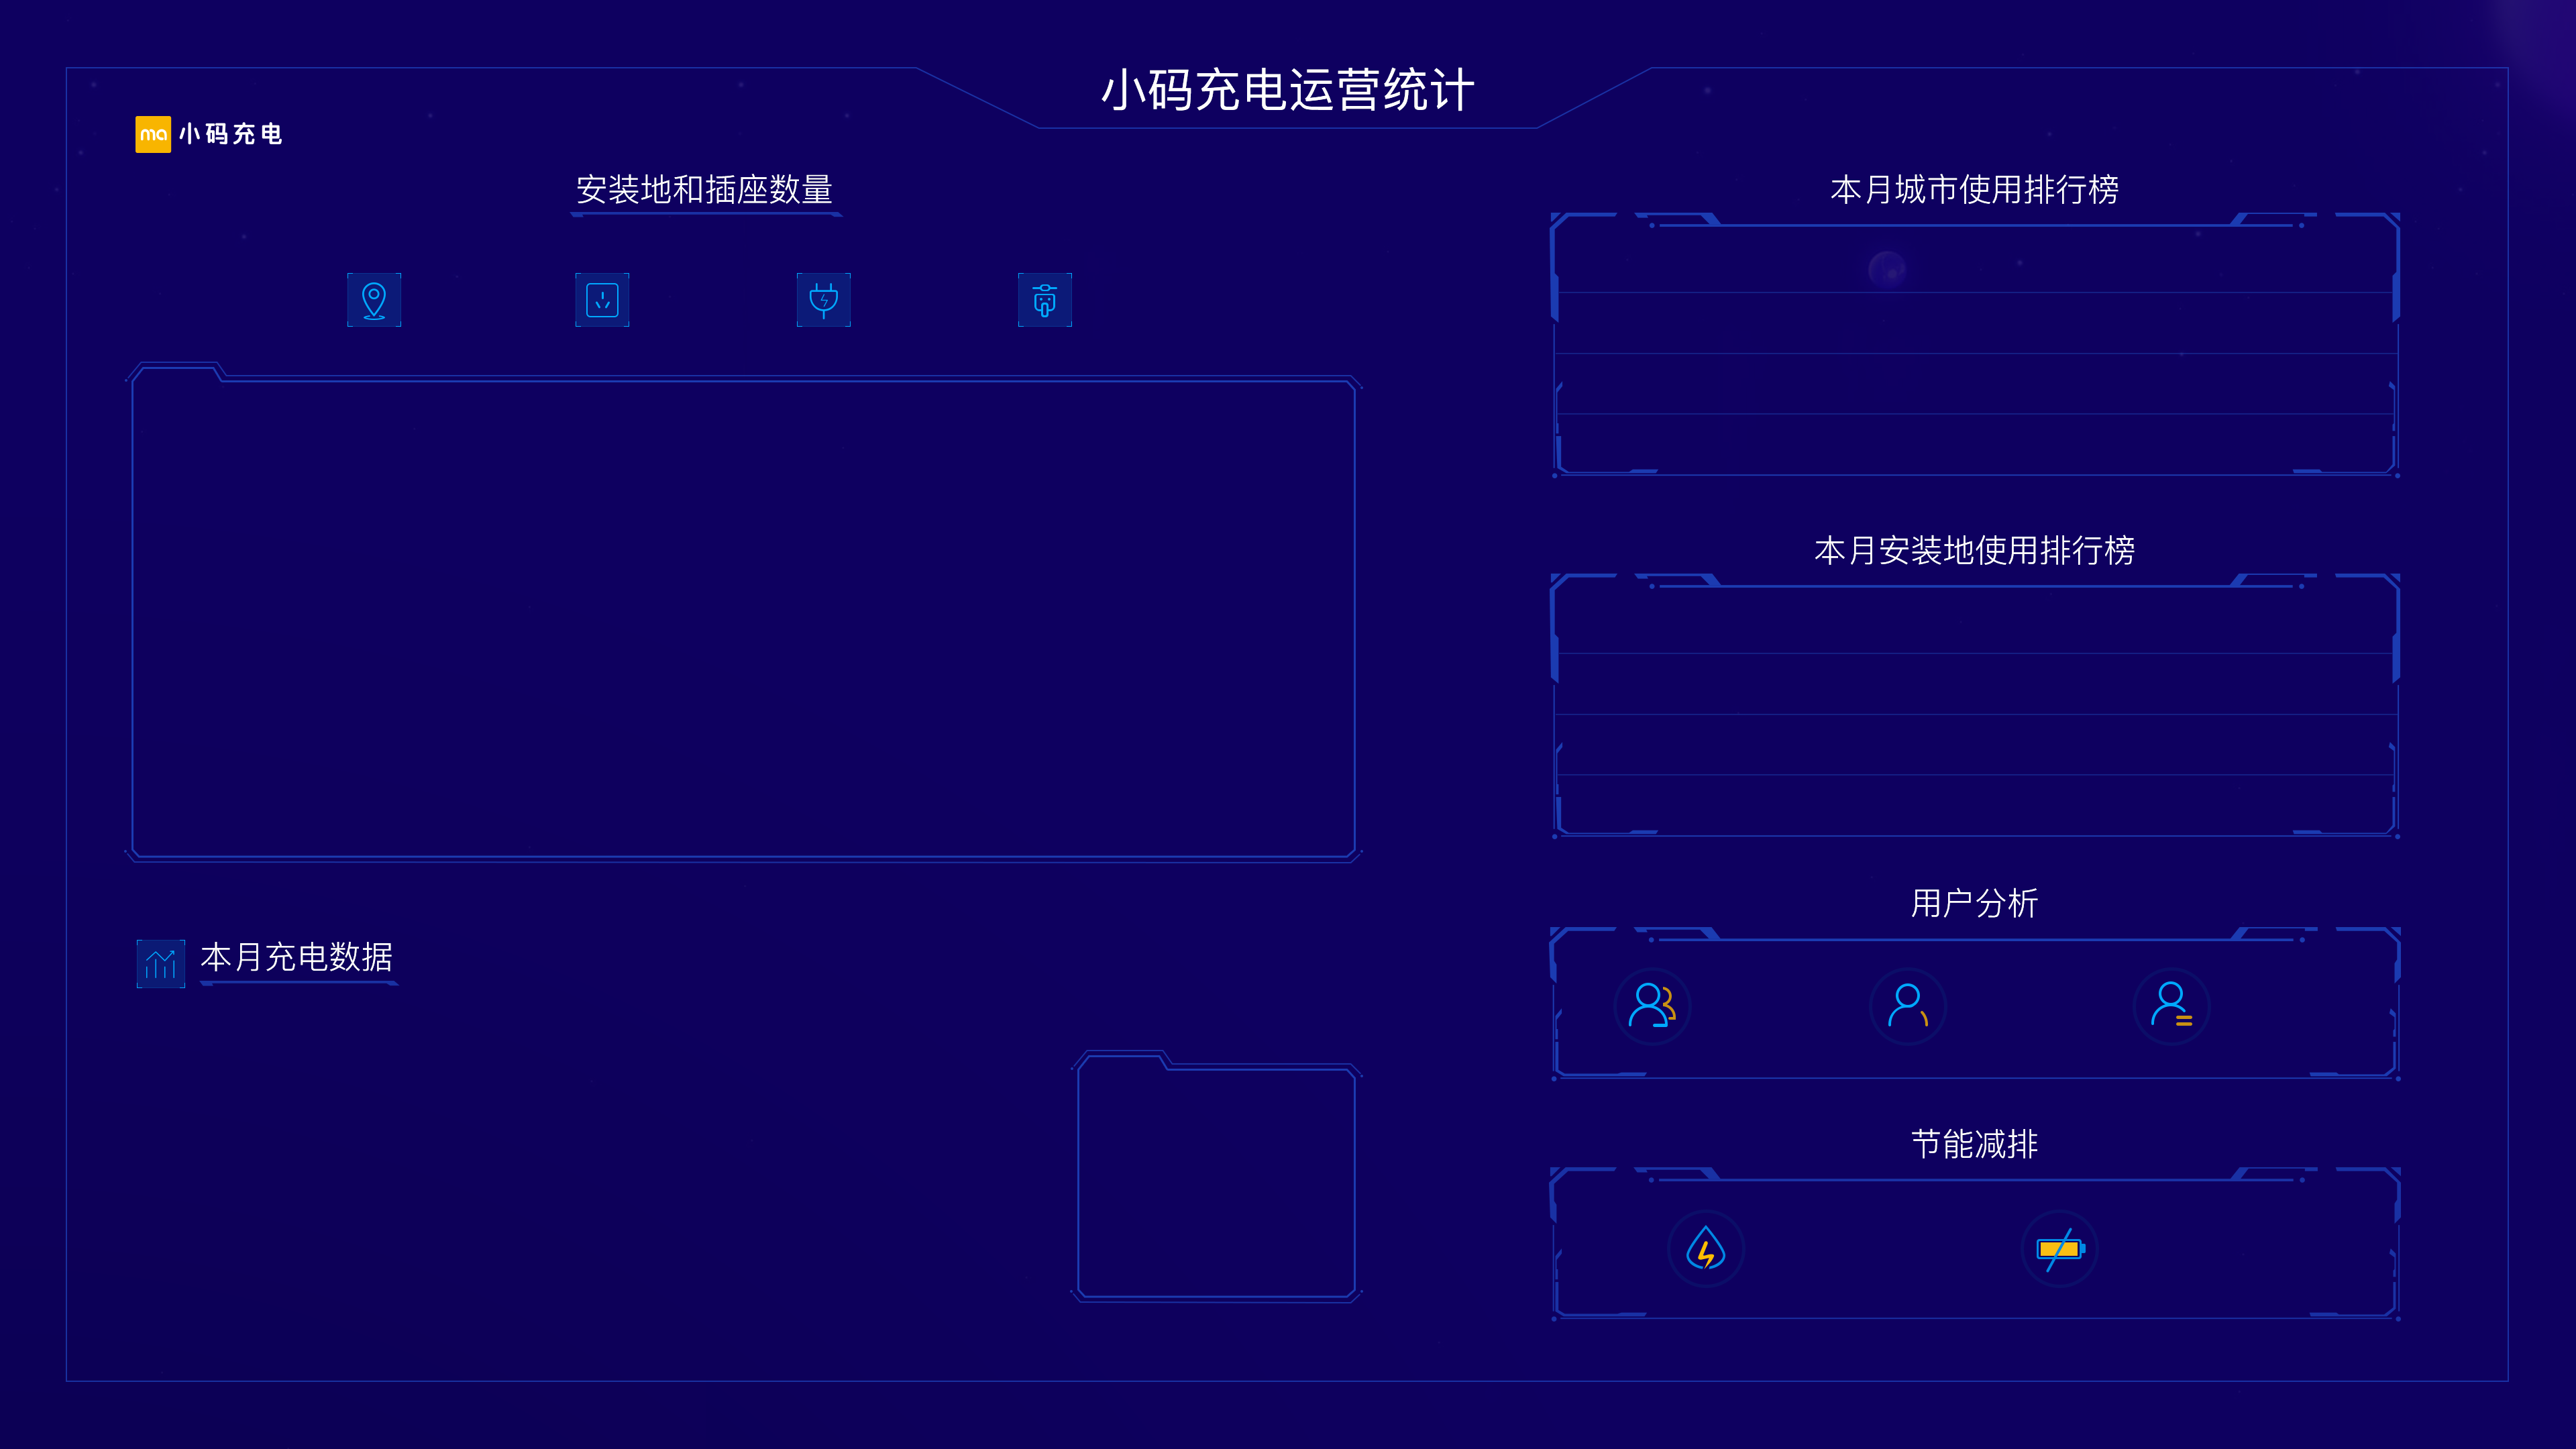 小码充电运营统计
ma 小码充电
安装地和插座数量
本月充电数据
本月城市使用排行榜
本月安装地使用排行榜
用户分析
节能减排